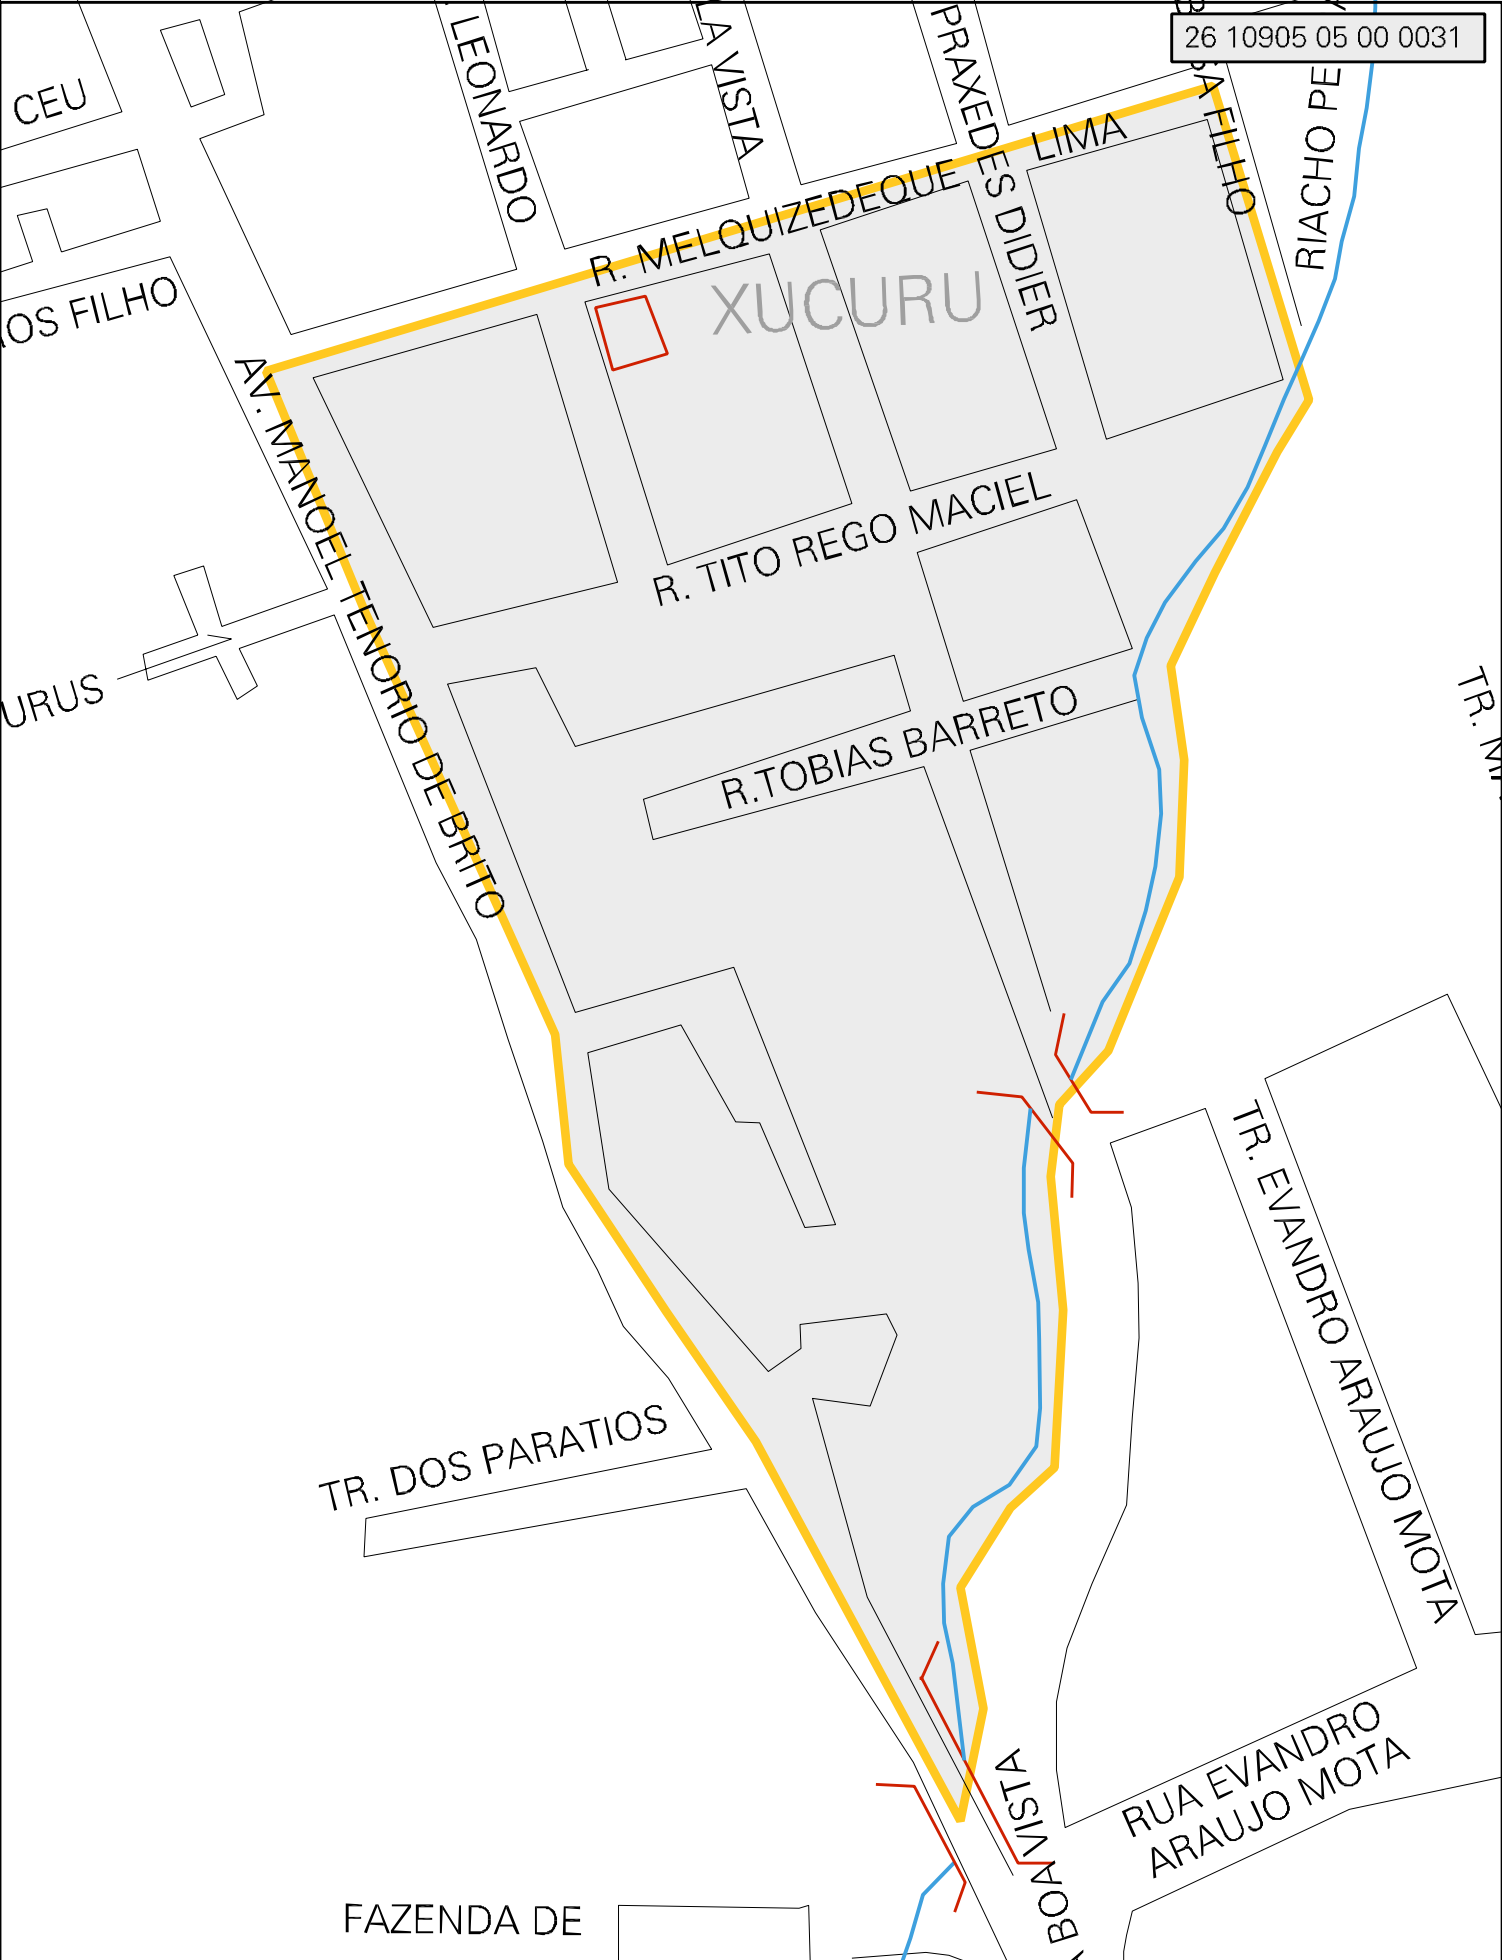 26 10905 05 00 0031
CEU
LEONARDO
LA VISTA
PRAXEDES DIDIER
FILHO
RIACHO
R. MELQUIZEDEQUE LIMA
XUCURU
OS FILHO
AV. MANOEL TENORIO DE BRITO
R. TITO REGO MACIEL
URUS
R.TOBIAS BARRETO
TR.
TR. EVANDRO ARAUJO MOTA
TR. DOS PARATIOS
RUA EVANDRO
ARAUJO MOTA
BOA VISTA
FAZENDA DE